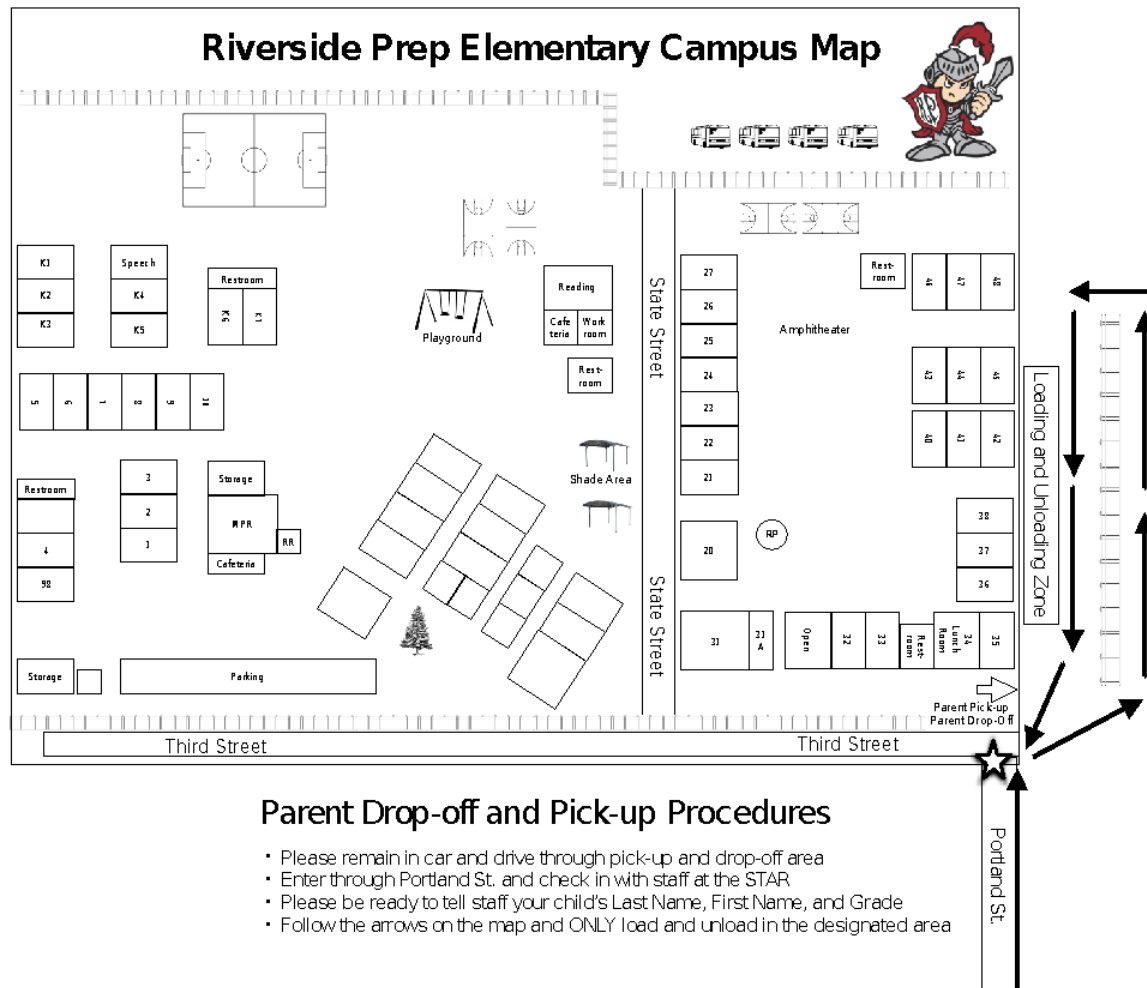 Riverside Prep Elementary Campus Map
K1
K2
K3
Speech
K4
K5
Restroom
K6
Playground
Reading
Cafe
teria
Work
room
Rest-
room
State Street
27
26
25
24
23
22
21
20
Amphitheater
Rest-
room
46
47
48
43
44
45
40
41
42
Loading and Unloading Zone
5
6
8
9
10
Restroom
4
98
3
2
1
Storage
MPR
RR
Cafeteria
Shade Area
State Street
RP
38
37
36
31
31
A
Open
32
33
Rest-
room
Lunch
Room
34
35
Storage
Parking
Parent Pick-up
Parent Drop-Off
Third Street
Third Street
Portland St.
Parent Drop-off and Pick-up Procedures
• Please remain in car and drive through pick-up and drop-off area
• Enter through Portland St. and check in with staff at the STAR
• Please be ready to tell staff your child's Last Name, First Name, and Grade
• Follow the arrows on the map and ONLY load and unload in the designated area